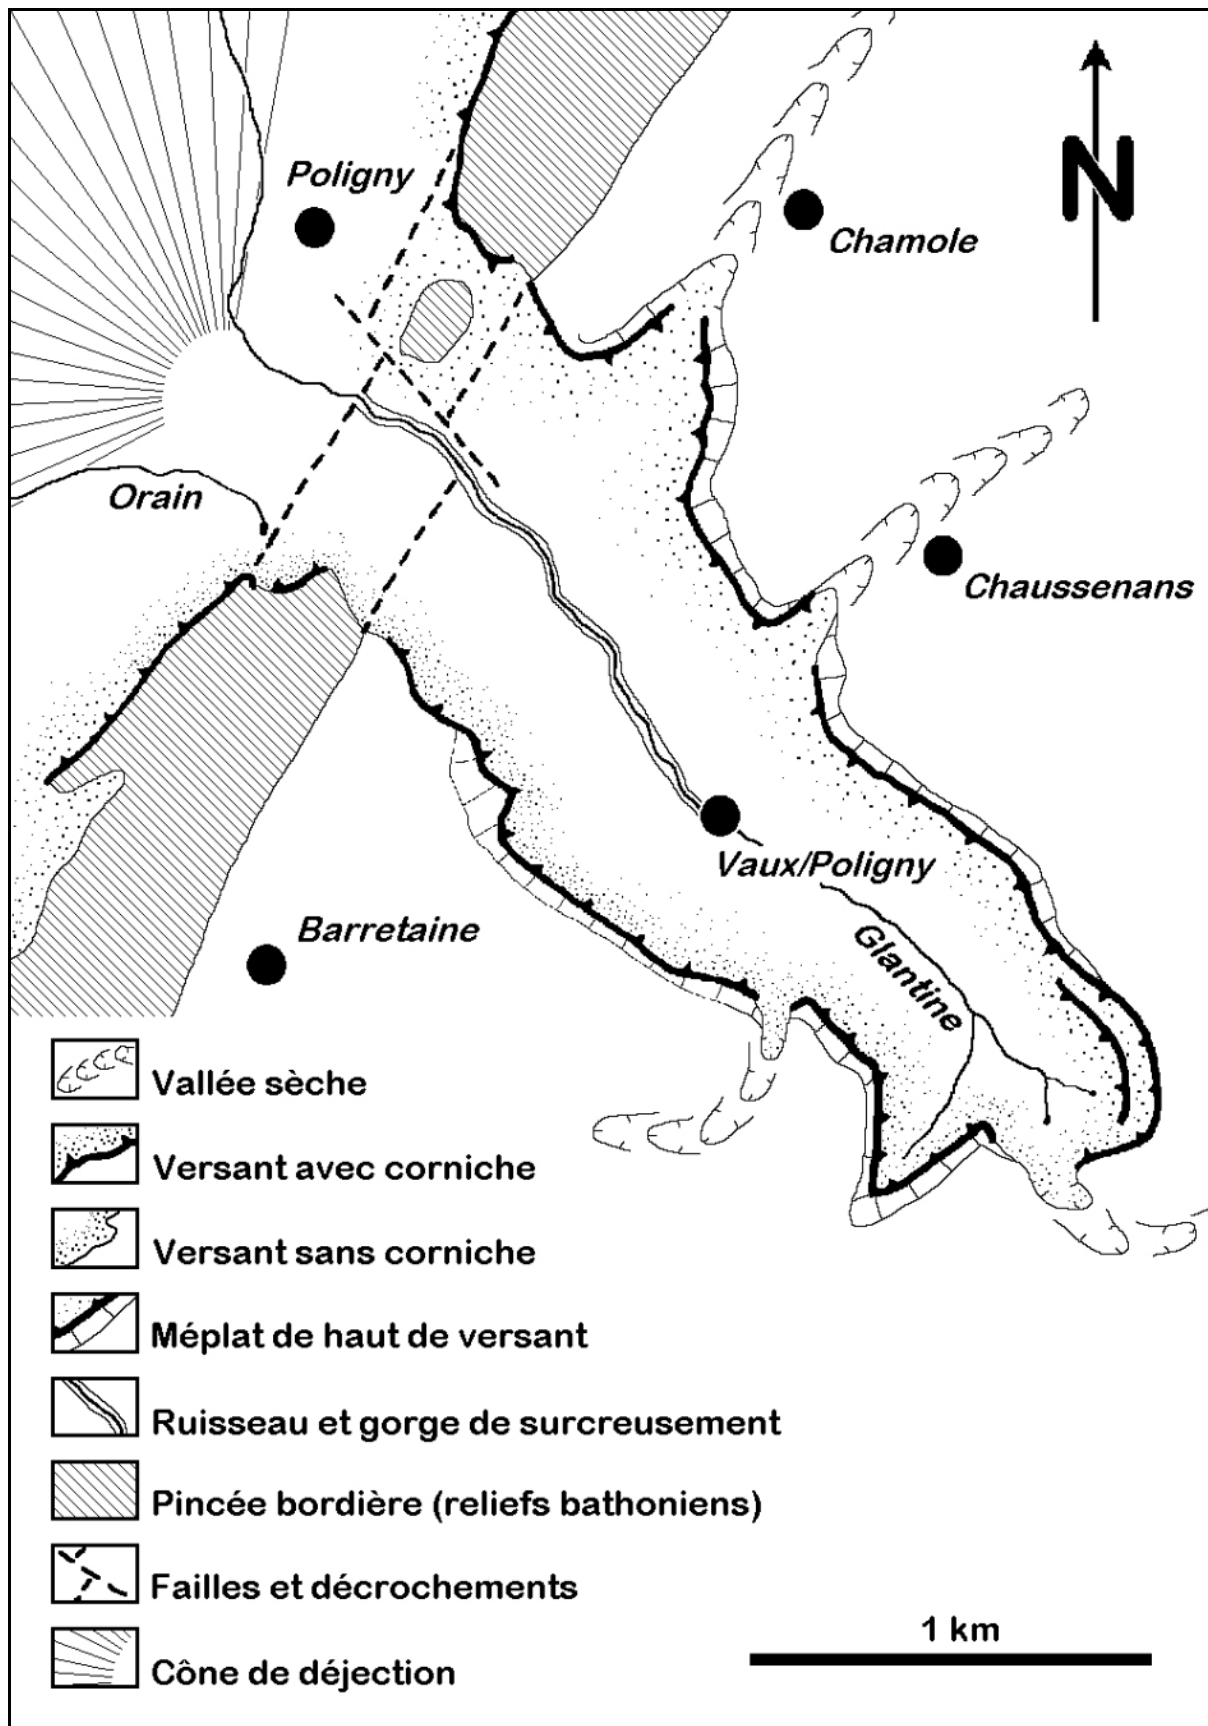 N
Poligny
Chamole
Orain
Chaussenans
Vaux/Poligny
Barretaine
Glantine
Vallée sèche
Versant avec corniche
Versant sans corniche
Méplat de haut de versant
Ruisseau et gorge de surcreusement
Pincée bordière (reliefs bathoniens)
Failles et décrochements
1 km
Cône de déjection